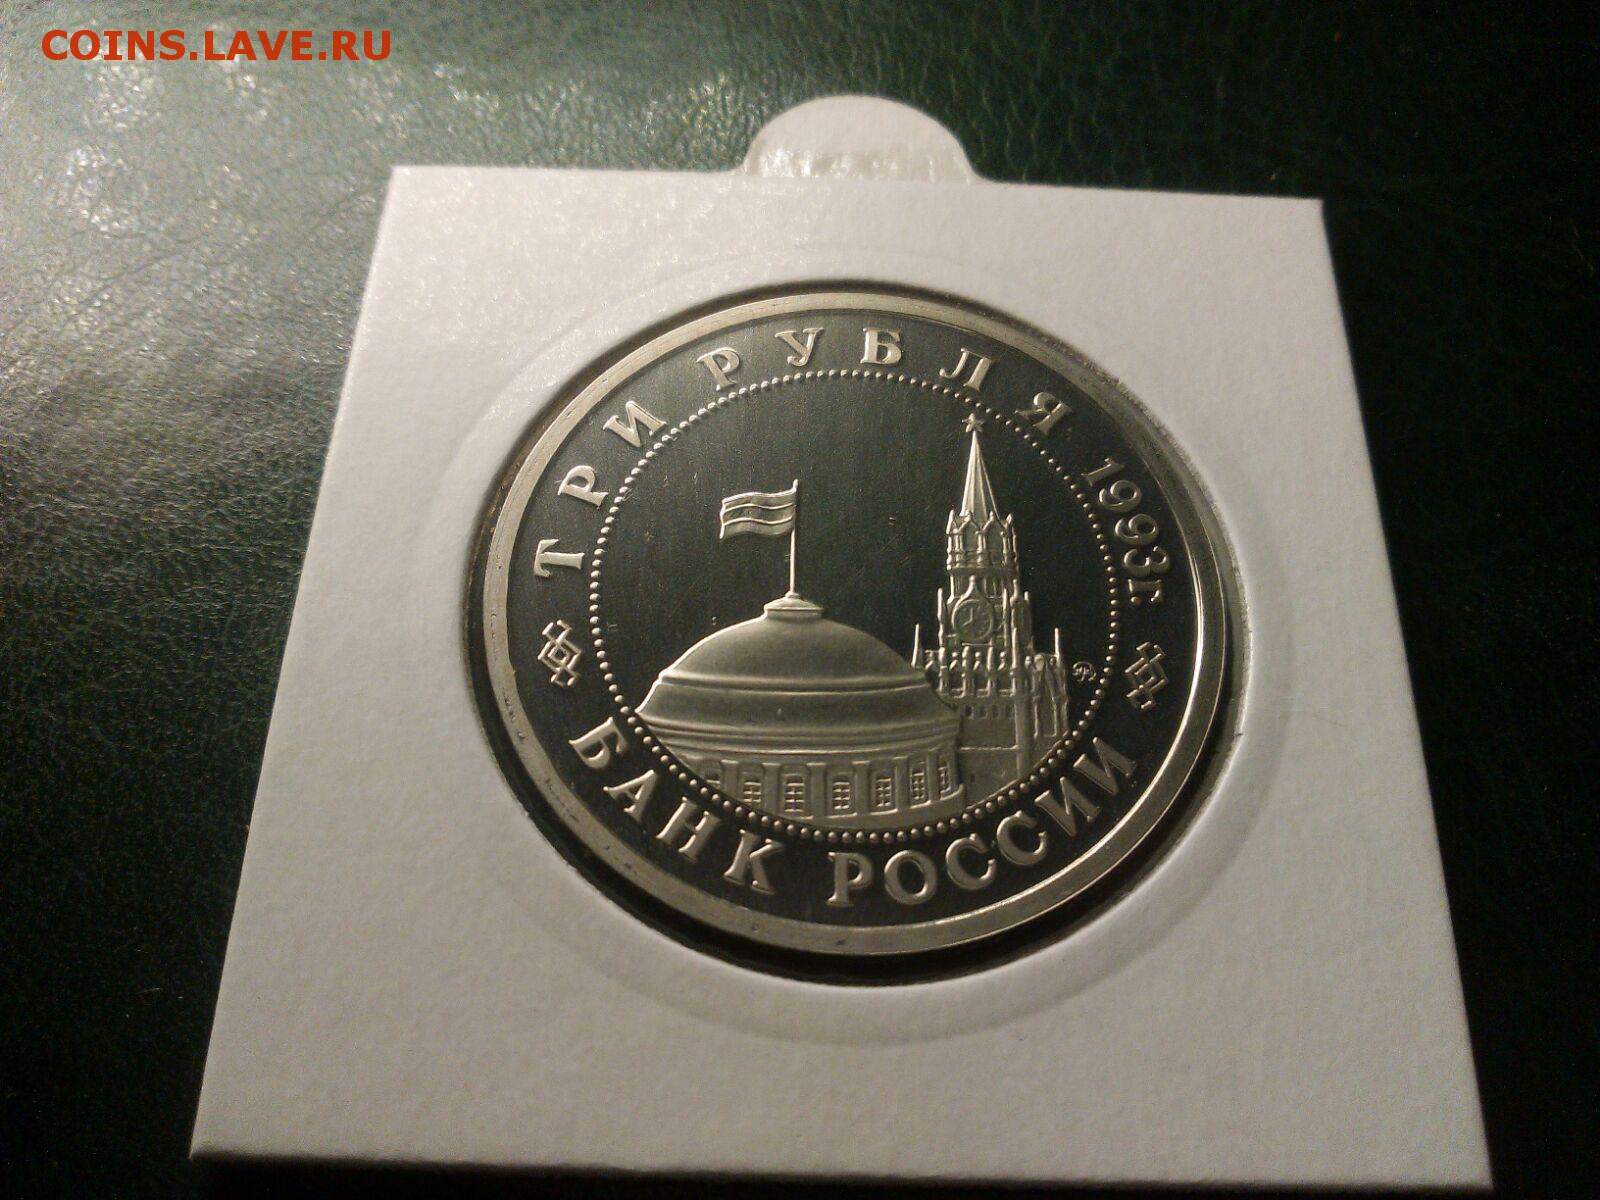 COINS.LAVE.RU
ТРИ РУБЛЯ 1993г.
БАНК РОССИИ